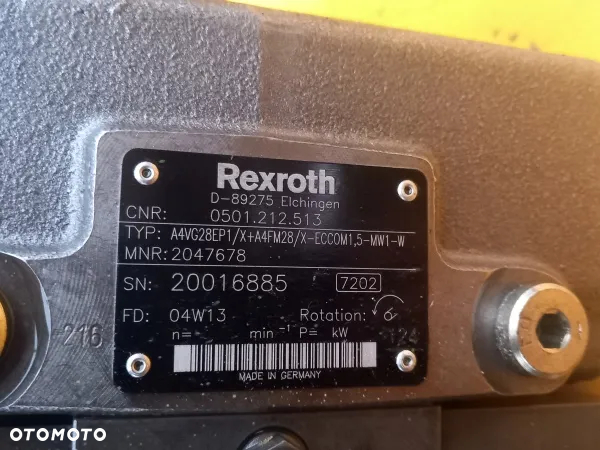 Rexroth
D-89275 Elchingen
CNR: 0501.212.513
TYP: A4VG28EP1/X+A4FM28/X-ECCOM1,5-MW1-W
MNR: 2047678
SN: 20016885 7202
FD: 04W13 Rotation:
n= min⁻¹ P= kW
MADE IN GERMANY
216
124
OTOMOTO